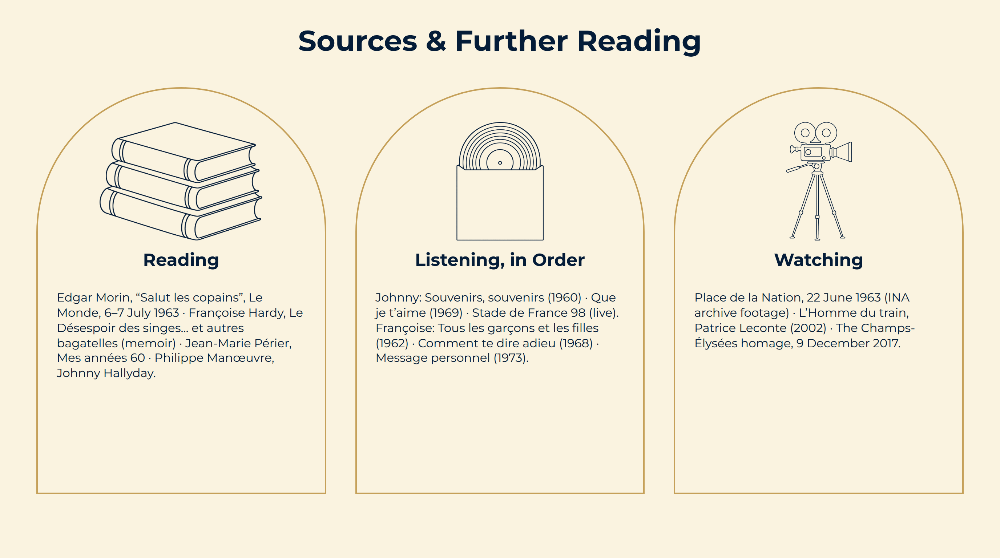 Sources & Further Reading
Reading
Edgar Morin, “Salut les copains”, Le
Monde, 6–7 July 1963 · Françoise Hardy, Le
Désespoir des singes... et autres
bagatelles (memoir) · Jean-Marie Périer,
Mes années 60 · Philippe Manœuvre,
Johnny Hallyday.
Listening, in Order
Johnny: Souvenirs, souvenirs (1960) · Que
je t’aime (1969) · Stade de France 98 (live).
Françoise: Tous les garçons et les filles
(1962) · Comment te dire adieu (1968) ·
Message personnel (1973).
Watching
Place de la Nation, 22 June 1963 (INA
archive footage) · L’Homme du train,
Patrice Leconte (2002) · The Champs-
Élysées homage, 9 December 2017.